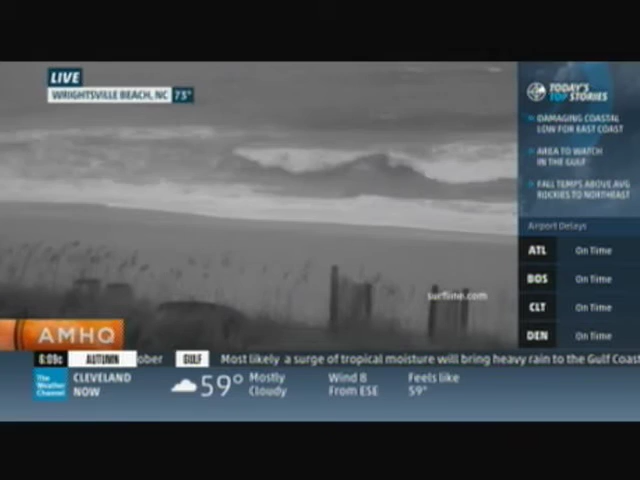 LIVE
WRIGHTSVILLE BEACH, NC 73°
TODAY'S
TOP STORIES
DAMAGING COASTAL
LOW FOR EAST COAST
AREA TO WATCH
IN THE GULF
FALL TEMPS ABOVE AVG
ROCKIES TO NORTHEAST
Airport Delays
ATL On Time
BOS On Time
CLT On Time
DEN On Time
surfline.com
AMHQ
6:09c AUTUMN ober GULF Most likely a surge of tropical moisture will bring heavy rain to the Gulf Coast
The
Weather
Channel
CLEVELAND
NOW
59°
Mostly
Cloudy
Wind 8
From ESE
Feels like
59°